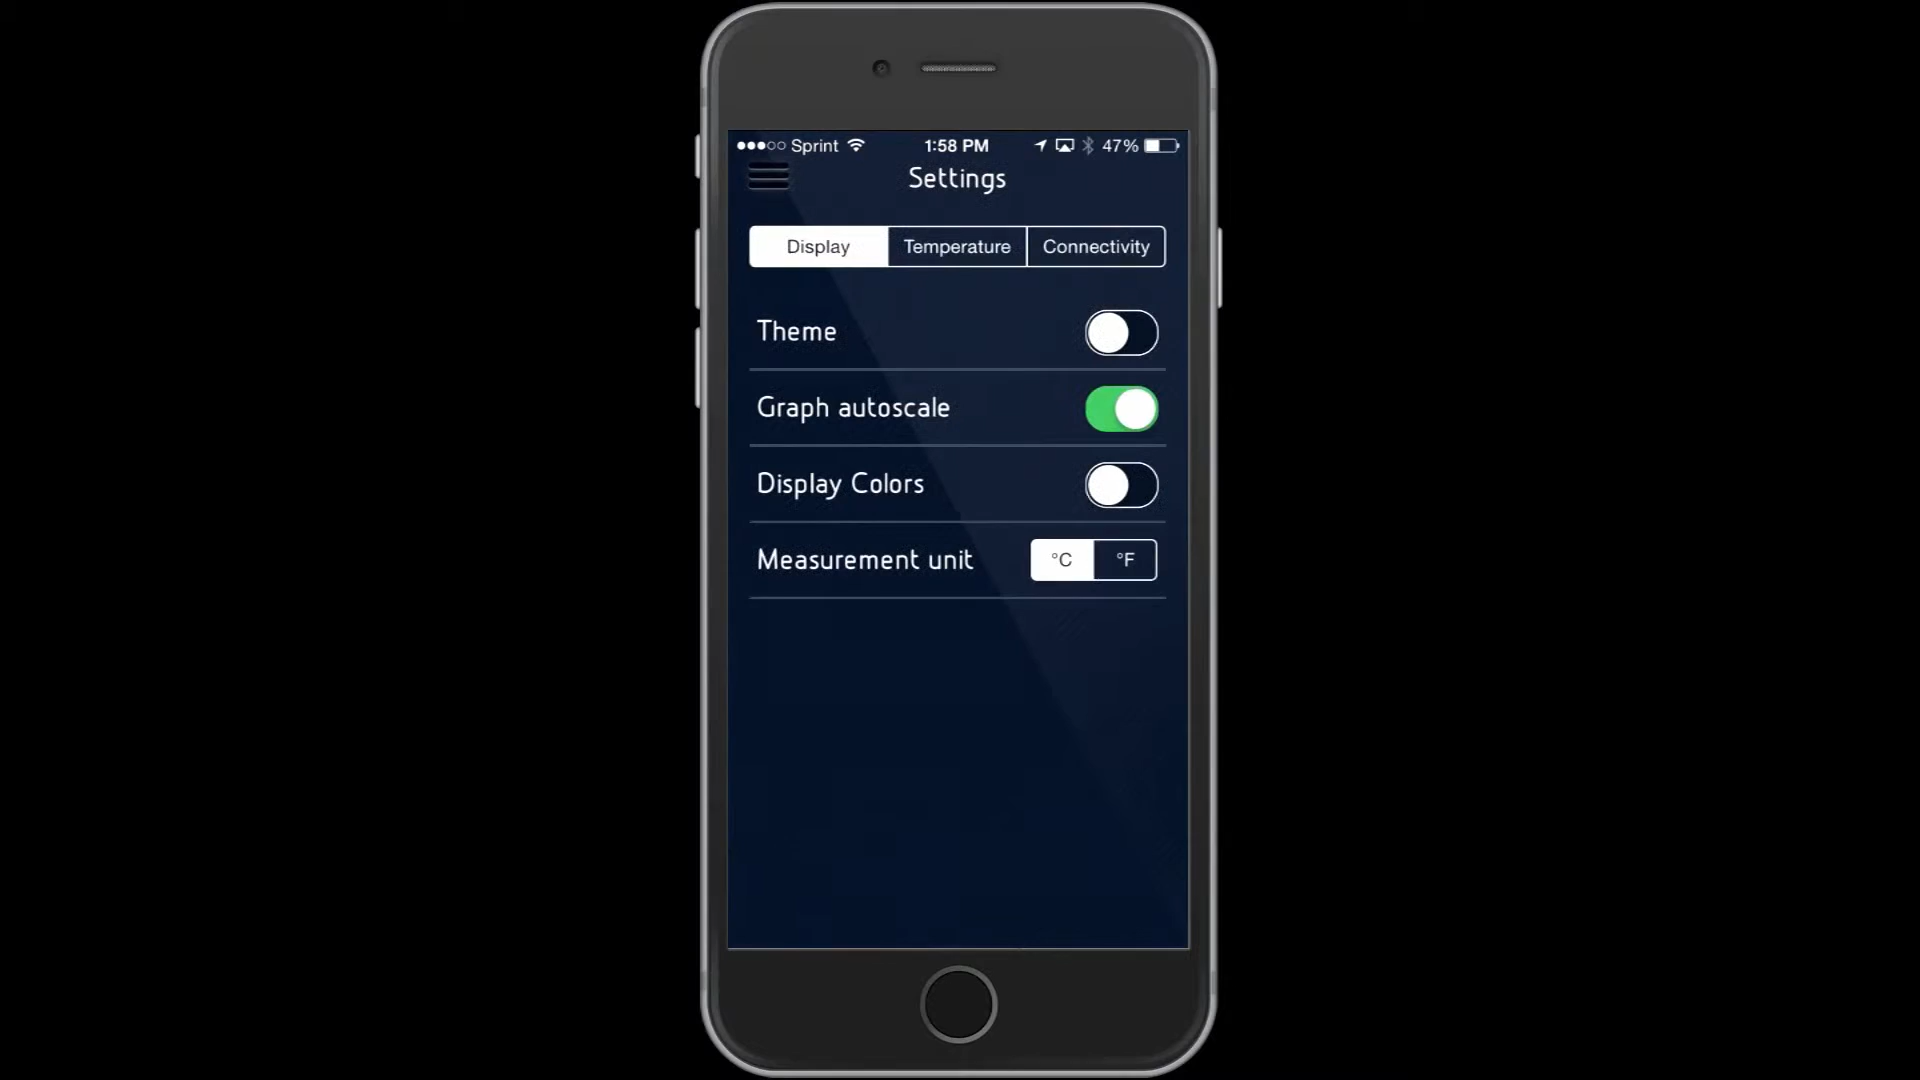 Sprint 1:58 PM 47%
Settings
Display Temperature Connectivity
Theme
Graph autoscale
Display Colors
Measurement unit °C °F